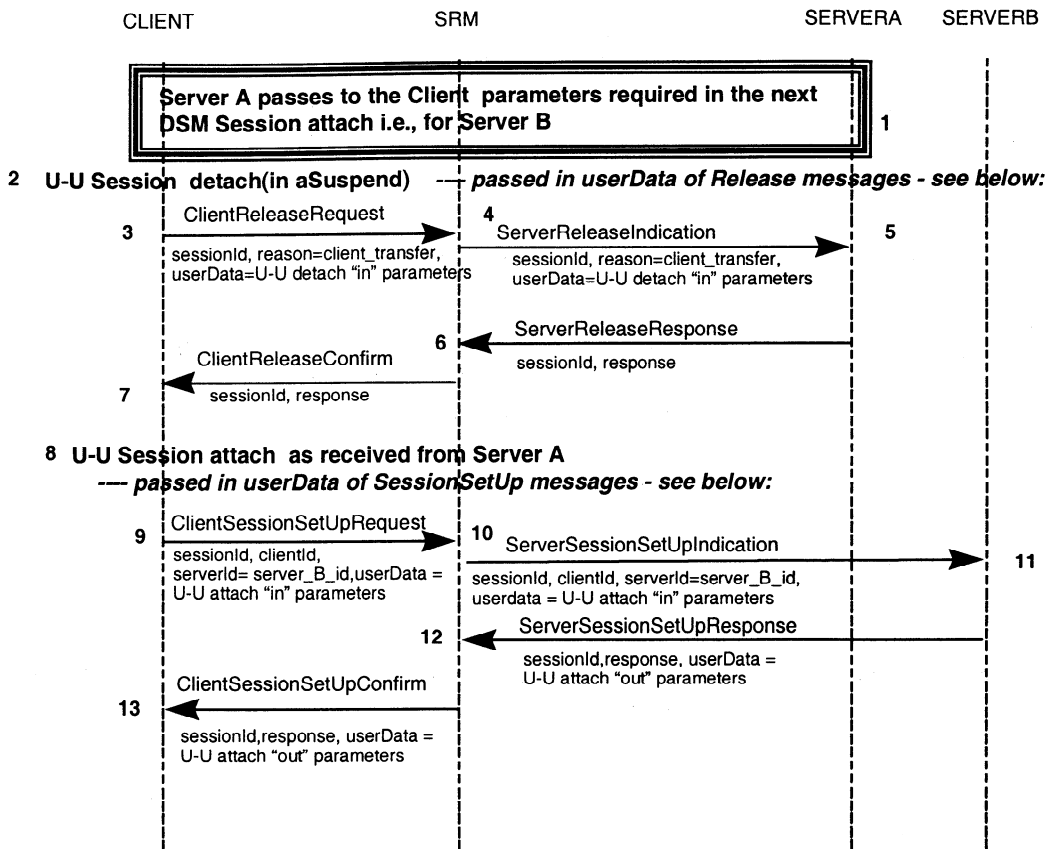 CLIENT SRM SERVERA SERVERB
Server A passes to the Client parameters required in the next
DSM Session attach i.e., for Server B
1
2 U-U Session detach(in aSuspend) ---- passed in userData of Release messages - see below:
ClientReleaseRequest
3
sessionId, reason=client_transfer,
userData=U-U detach “in” parameters
4
ServerReleaseIndication
5
sessionId, reason=client_transfer,
userData=U-U detach “in” parameters
ServerReleaseResponse
6
sessionId, response
ClientReleaseConfirm
7
sessionId, response
8 U-U Session attach as received from Server A
---- passed in userData of SessionSetUp messages - see below:
ClientSessionSetUpRequest
9
sessionId, clientId,
serverId= server_B_id,userData =
U-U attach “in” parameters
10
ServerSessionSetUpIndication
11
sessionId, clientId, serverId=server_B_id,
userdata = U-U attach “in” parameters
ServerSessionSetUpResponse
12
sessionId,response, userData =
U-U attach “out” parameters
ClientSessionSetUpConfirm
13
sessionId,response, userData =
U-U attach “out” parameters